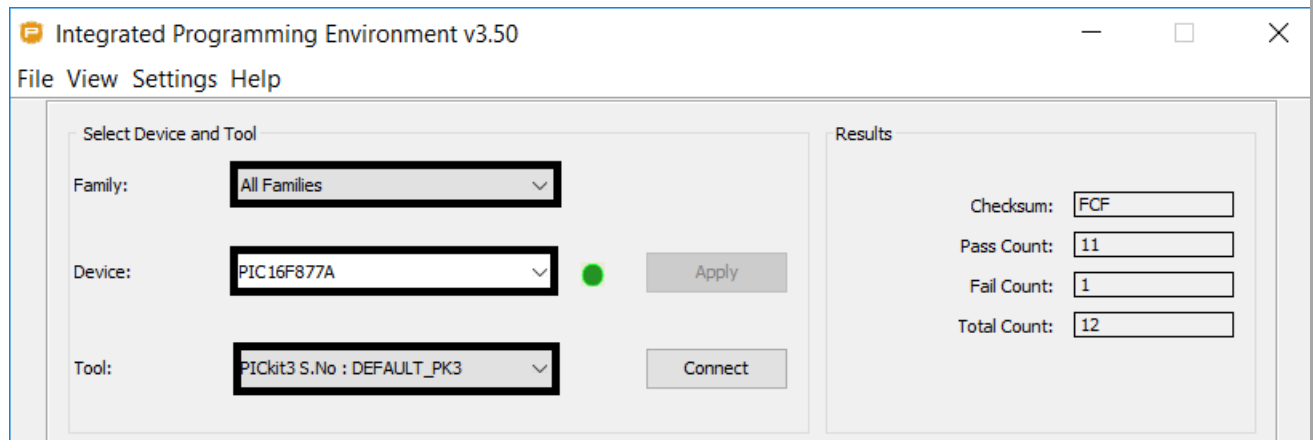 Integrated Programming Environment v3.50
File View Settings Help
Select Device and Tool
Family:
All Families
Device:
PIC16F877A
Apply
Tool:
PICkit3 S.No : DEFAULT_PK3
Connect
Results
Checksum:
FCF
Pass Count:
11
Fail Count:
1
Total Count:
12